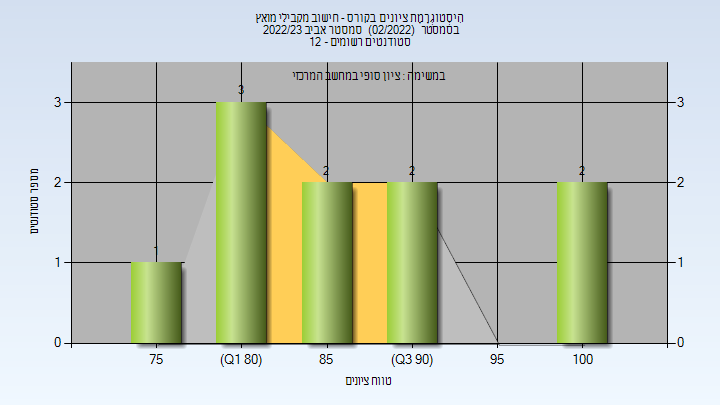 היסטוגרמת ציונים בקורס - חישוב מקבילי מואץ
בסמסטר (02/2022) סמסטר אביב 2022/23
סטודנטים רשומים - 12
במשימה : ציון סופי במחשב המרכזי
3
3
3
2
2
2
2
2
1
1
1
0
0
75
(Q1 80)
85
(Q3 90)
95
100
מספר סטודנטים
טווח ציונים